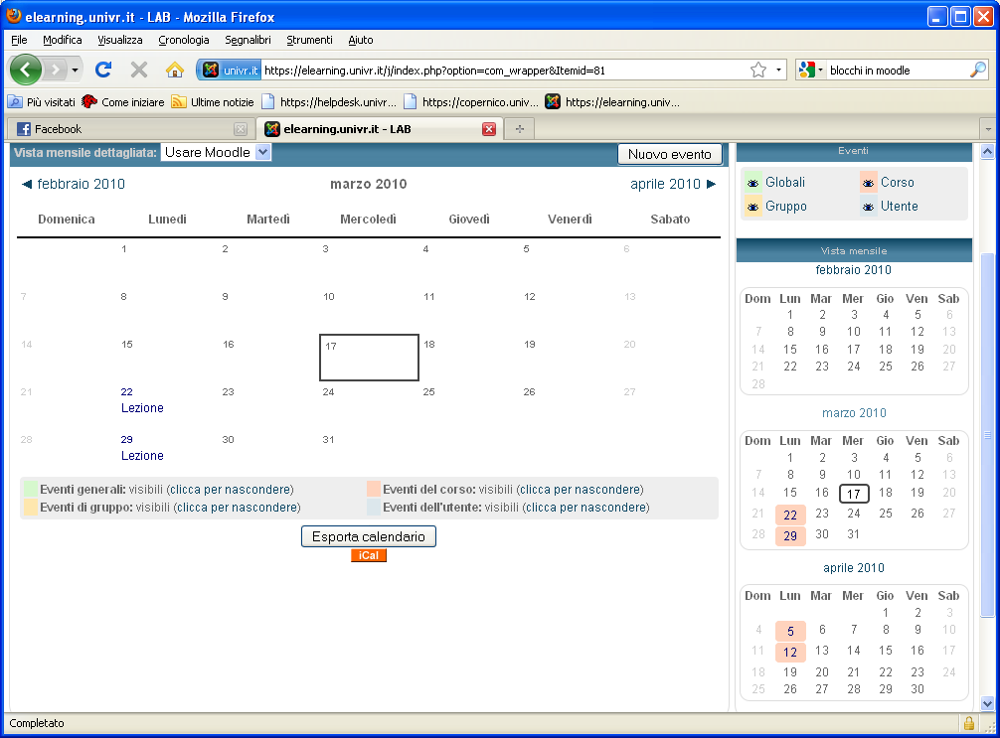 elearning.univr.it - LAB - Mozilla Firefox
File Modifica Visualizza Cronologia Segnalibri Strumenti Aiuto
univr.it https://elearning.univr.it/j/index.php?option=com_wrapper&Itemid=81 blocchi in moodle
Più visitati Come iniziare Ultime notizie https://helpdesk.univr... https://copernico.univ... https://elearning.univ...
Facebook elearning.univr.it - LAB
Vista mensile dettagliata: Usare Moodle Nuovo evento
◄ febbraio 2010 marzo 2010 aprile 2010 ►
Domenica Lunedì Martedì Mercoledì Giovedì Venerdì Sabato
1 2 3 4 5 6
7 8 9 10 11 12 13
14 15 16 17 18 19 20
21 22 23 24 25 26 27
Lezione
28 29 30 31
Lezione
Eventi generali: visibili (clicca per nascondere) Eventi del corso: visibili (clicca per nascondere)
Eventi di gruppo: visibili (clicca per nascondere) Eventi dell'utente: visibili (clicca per nascondere)
Esporta calendario
iCal
Eventi
Globali Corso
Gruppo Utente
Vista mensile
febbraio 2010
Dom Lun Mar Mer Gio Ven Sab
1 2 3 4 5 6
7 8 9 10 11 12 13
14 15 16 17 18 19 20
21 22 23 24 25 26 27
28
marzo 2010
Dom Lun Mar Mer Gio Ven Sab
1 2 3 4 5 6
7 8 9 10 11 12 13
14 15 16 17 18 19 20
21 22 23 24 25 26 27
28 29 30 31
aprile 2010
Dom Lun Mar Mer Gio Ven Sab
1 2 3
4 5 6 7 8 9 10
11 12 13 14 15 16 17
18 19 20 21 22 23 24
25 26 27 28 29 30
Completato